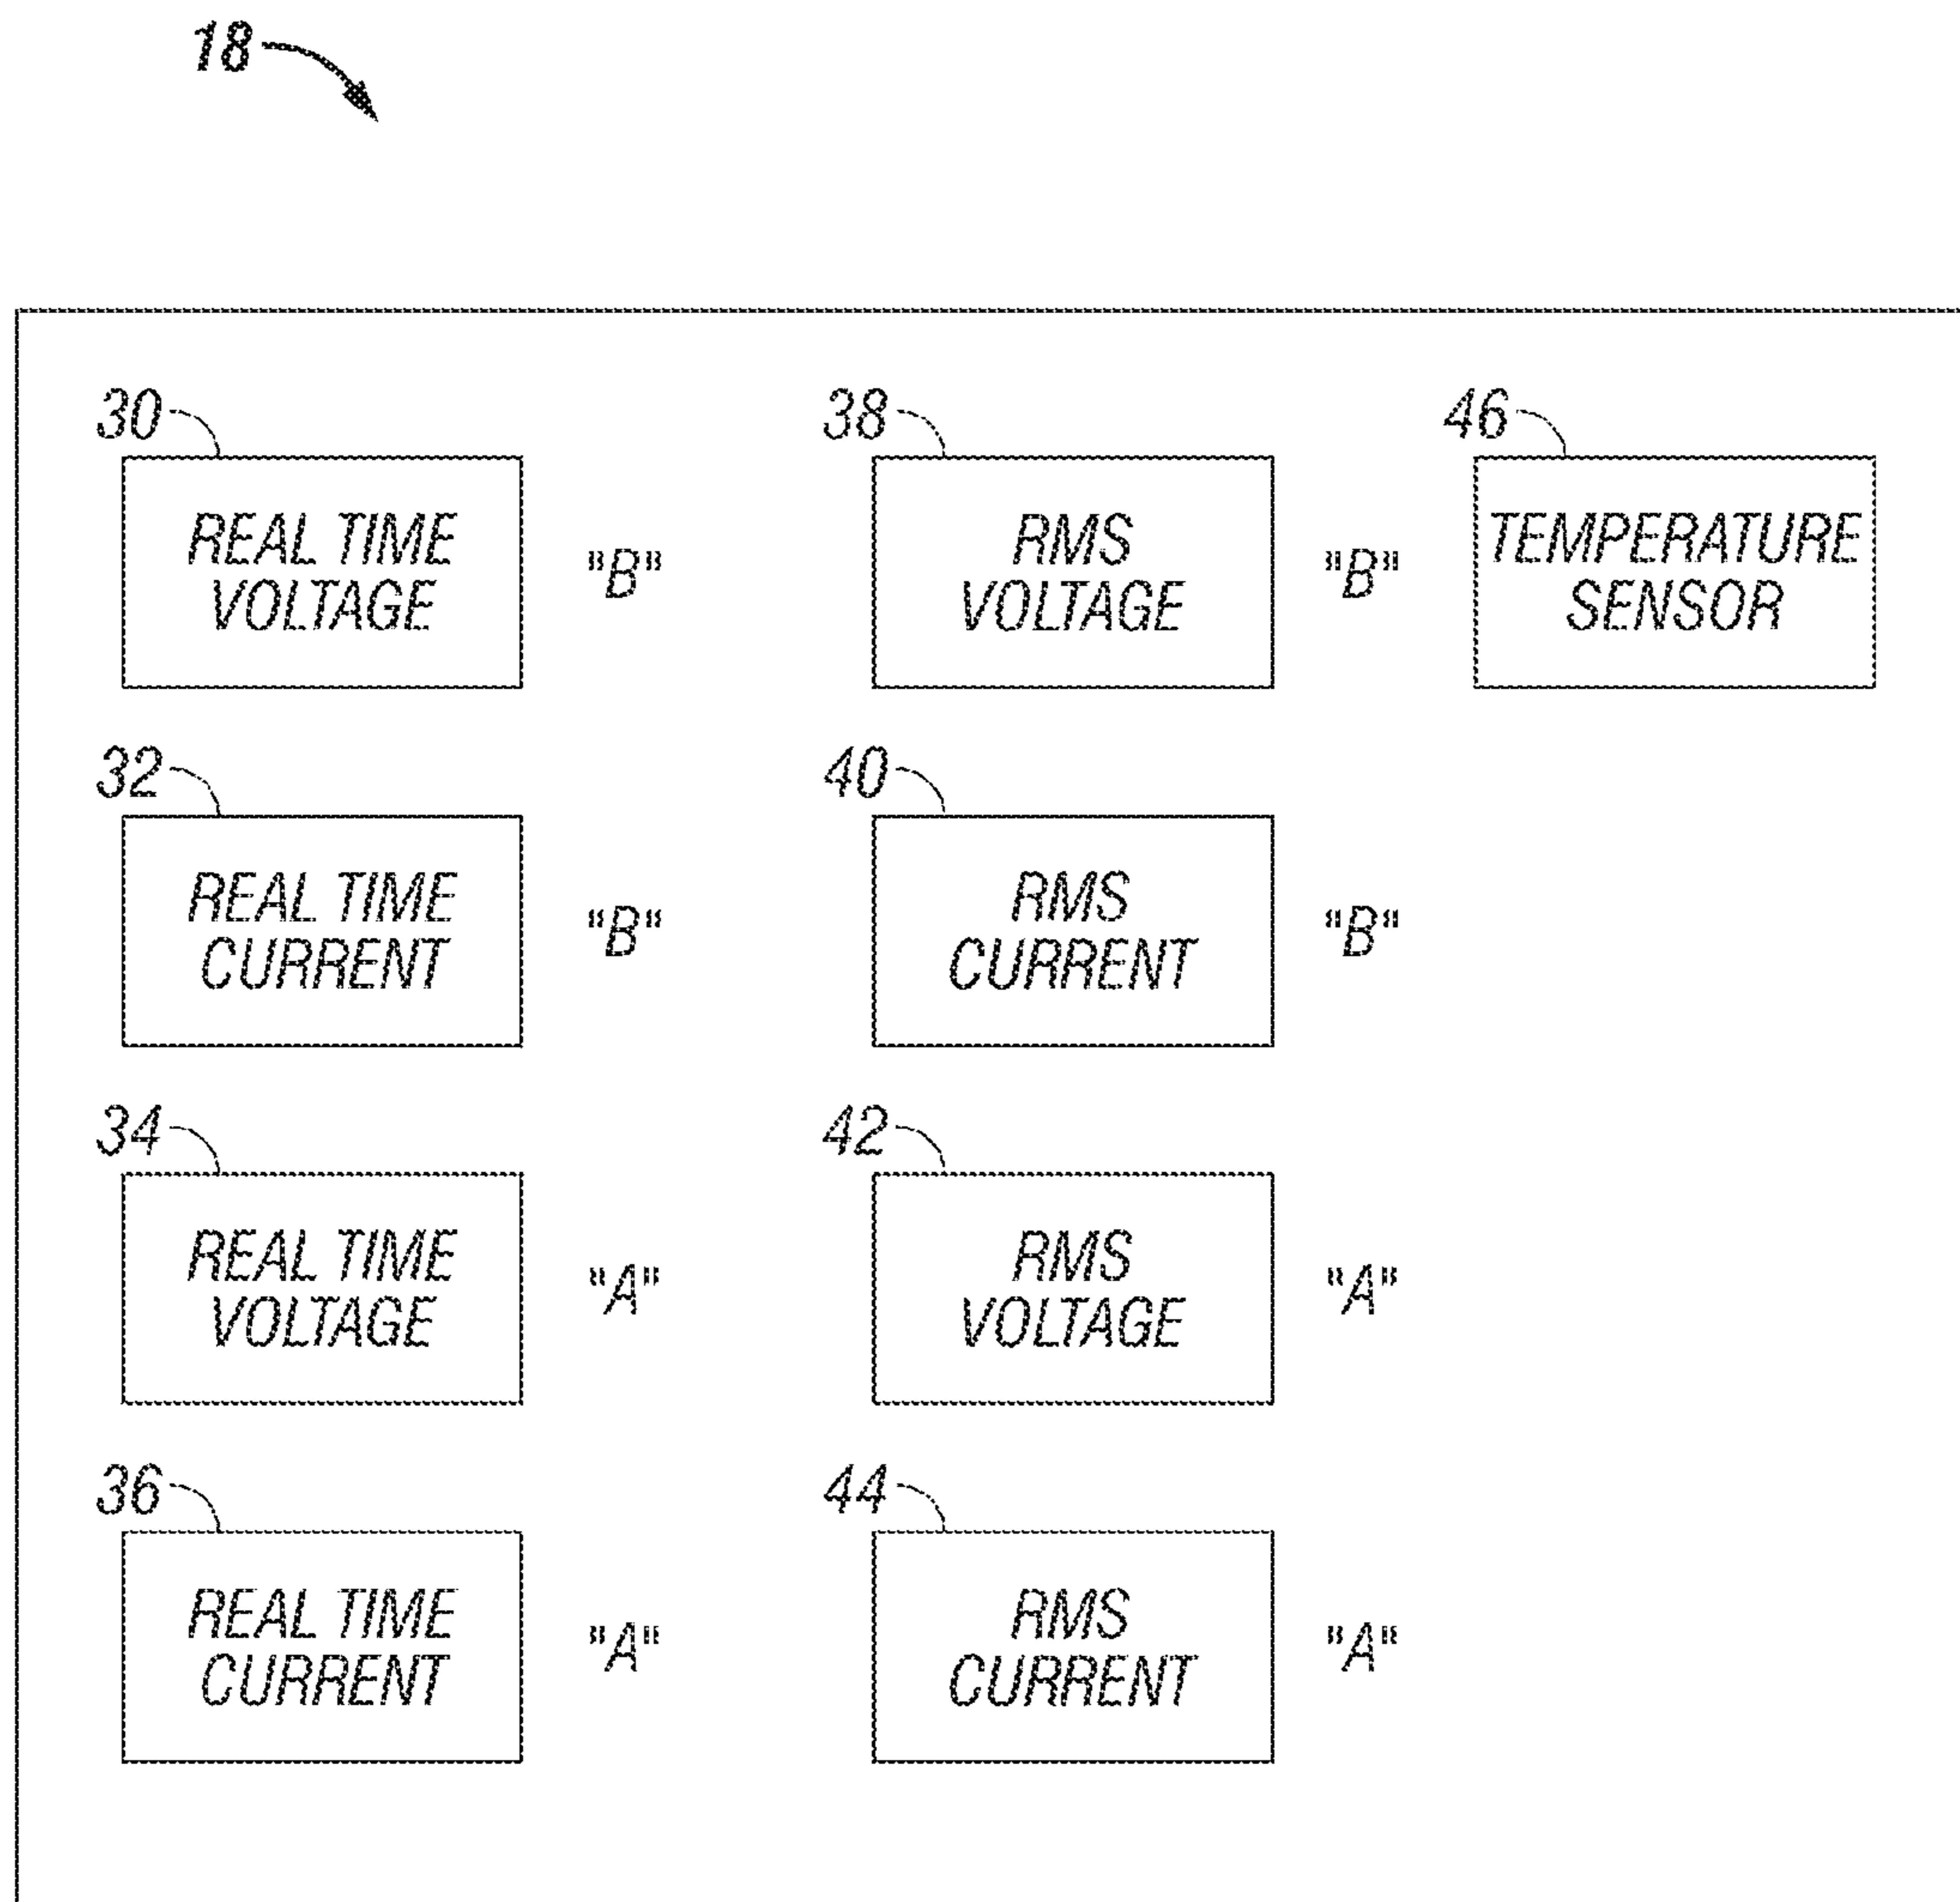 18
30 38 46
REAL TIME VOLTAGE "B" RMS VOLTAGE "B" TEMPERATURE SENSOR
32 40
REAL TIME CURRENT "B" RMS CURRENT "B"
34 42
REAL TIME VOLTAGE "A" RMS VOLTAGE "A"
36 44
REAL TIME CURRENT "A" RMS CURRENT "A"